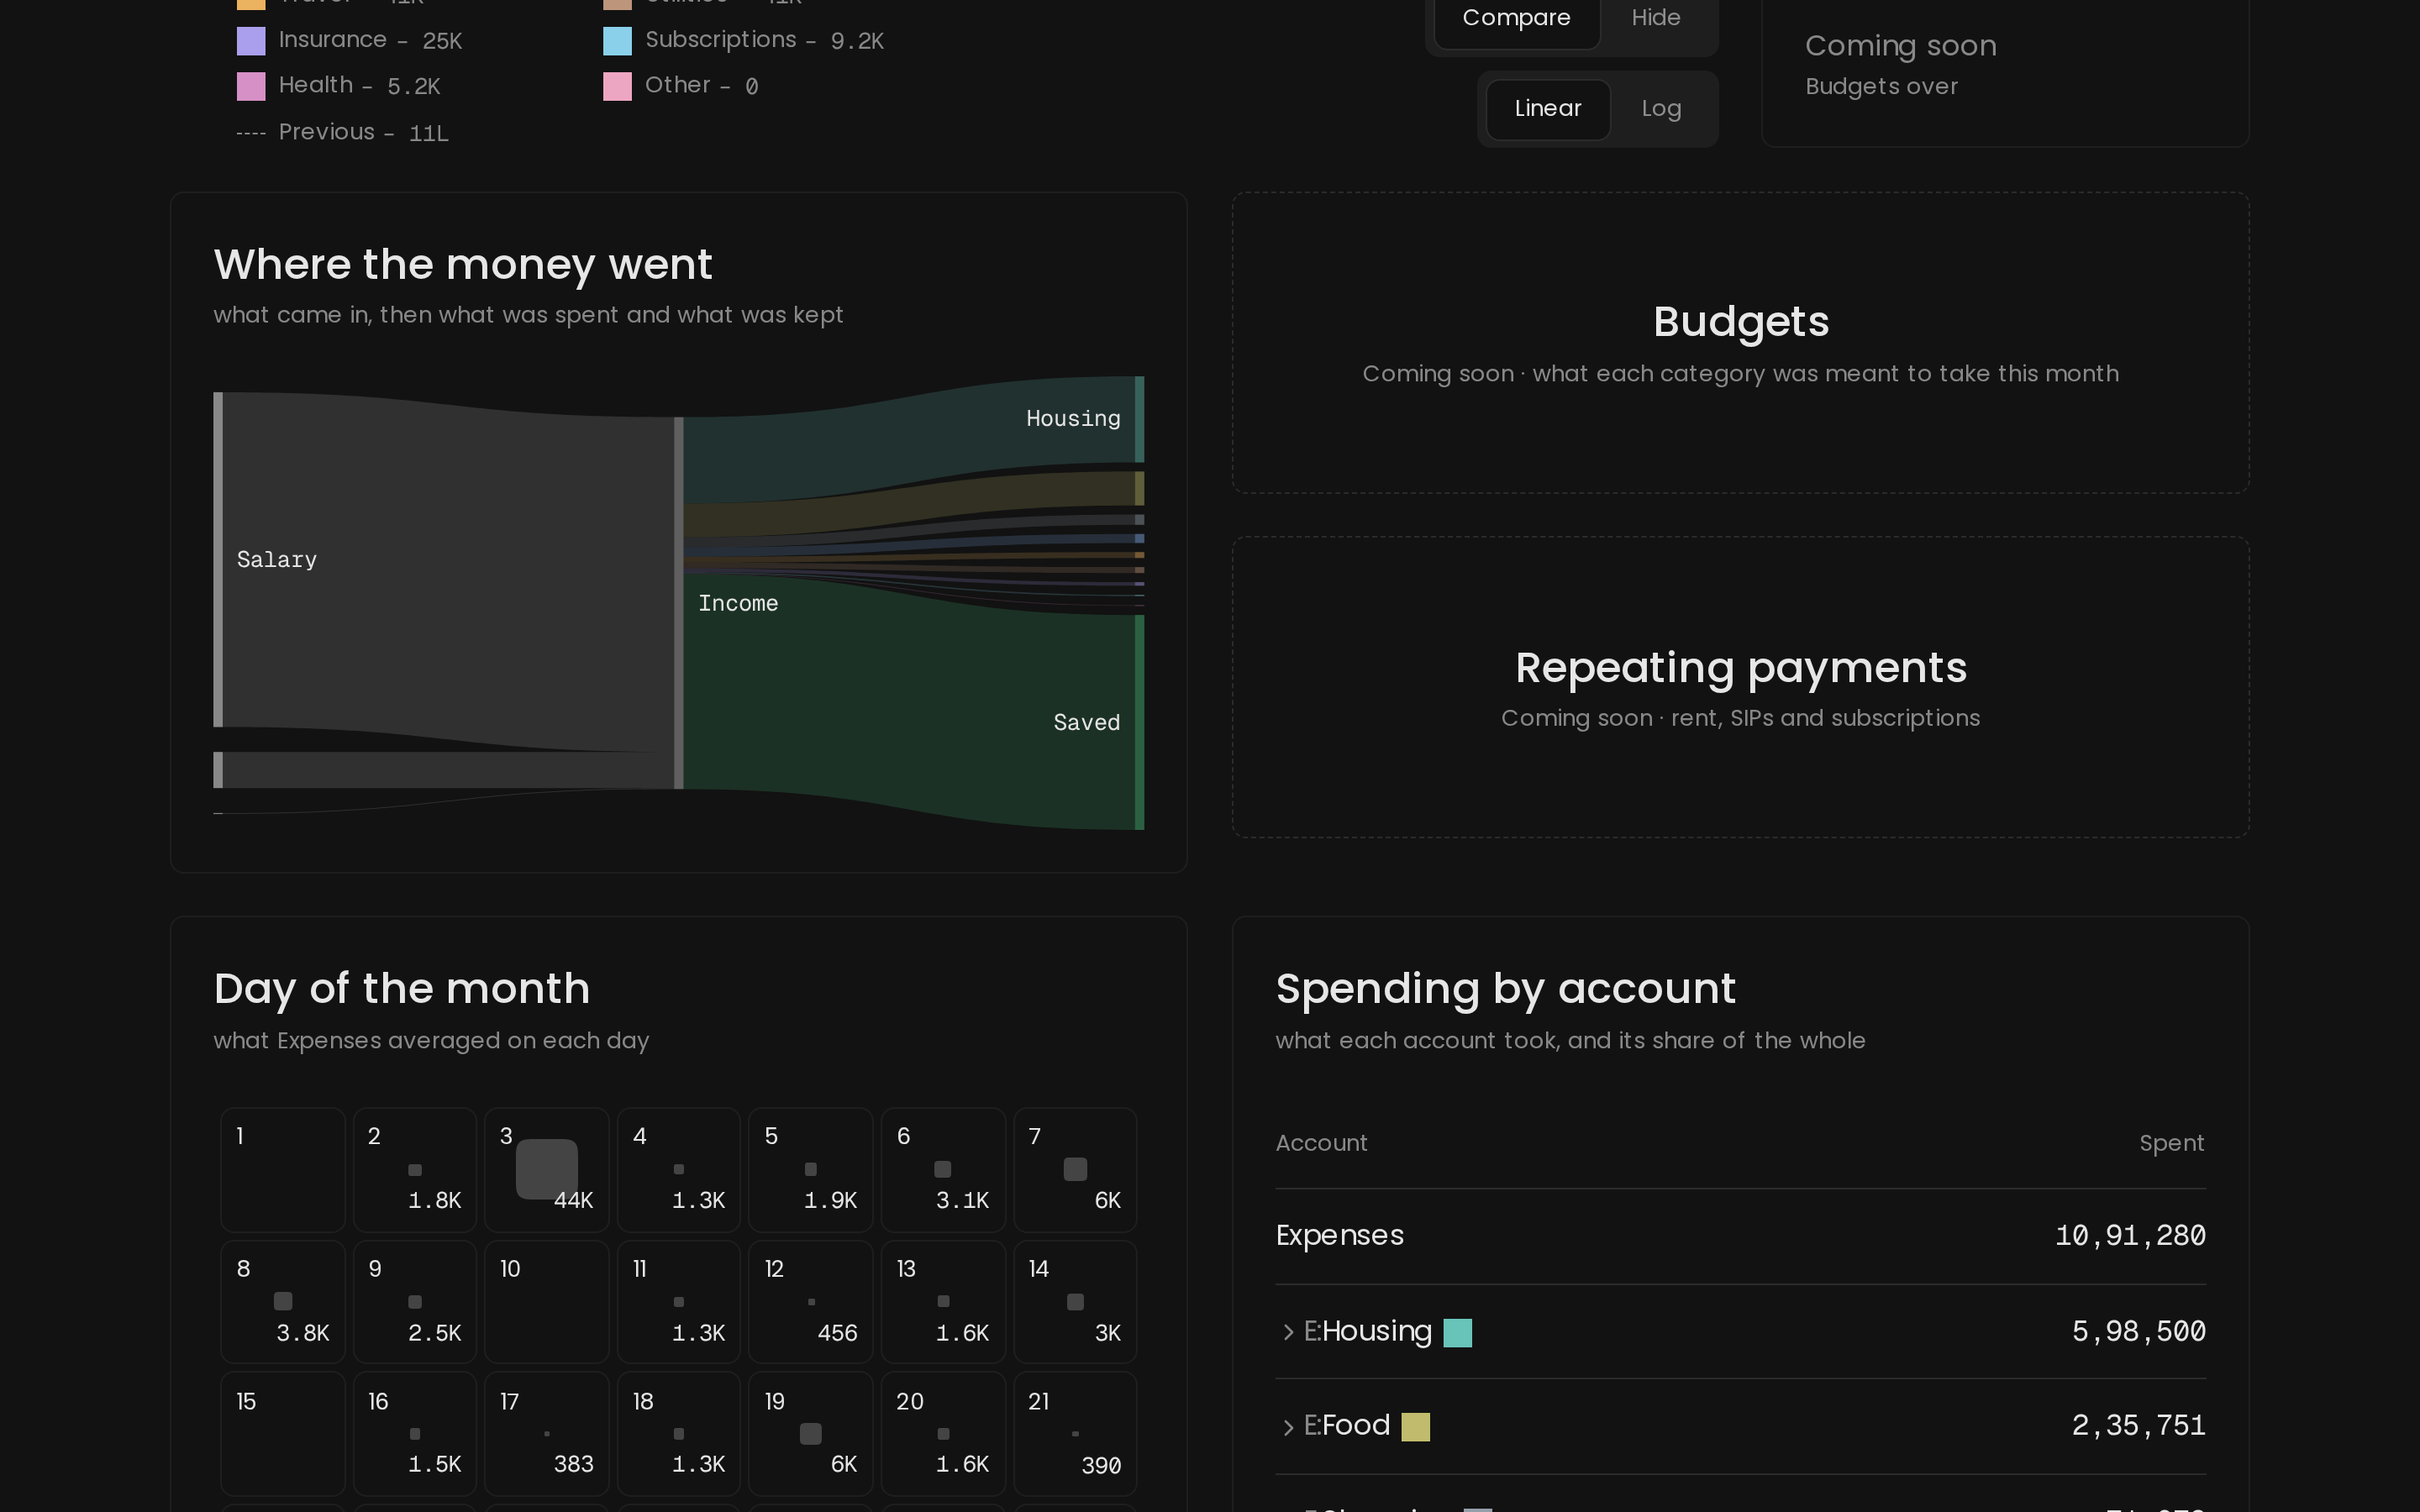 Insurance – 25K
Subscriptions – 9.2K
Health – 5.2K
Other – 0
Previous – 11L
Compare
Hide
Linear
Log
Coming soon
Budgets over
Where the money went
what came in, then what was spent and what was kept
Salary
Income
Housing
Saved
Budgets
Coming soon · what each category was meant to take this month
Repeating payments
Coming soon · rent, SIPs and subscriptions
Day of the month
what Expenses averaged on each day
1
2
1.8K
3
44K
4
1.3K
5
1.9K
6
3.1K
7
6K
8
3.8K
9
2.5K
10
11
1.3K
12
456
13
1.6K
14
3K
15
16
1.5K
17
383
18
1.3K
19
6K
20
1.6K
21
390
Spending by account
what each account took, and its share of the whole
Account Spent
Expenses 10,91,280
E:Housing 5,98,500
E:Food 2,35,751